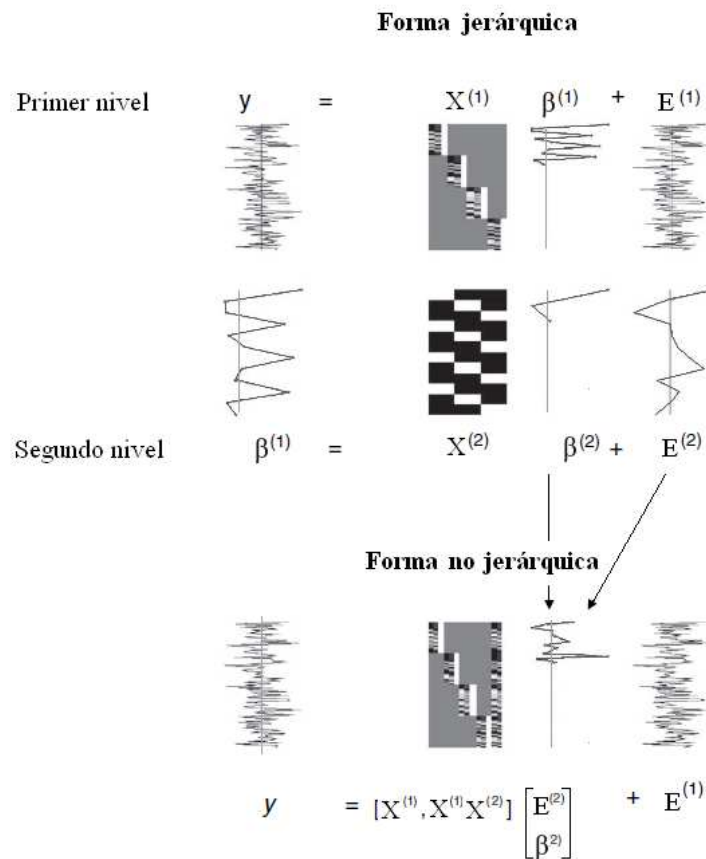 Forma jerárquica
Primer nivel y = X(1) β(1) + E(1)
Segundo nivel β(1) = X(2) β(2) + E(2)
Forma no jerárquica
y = [X(1), X(1)X(2)] [E(2) β2)] + E(1)